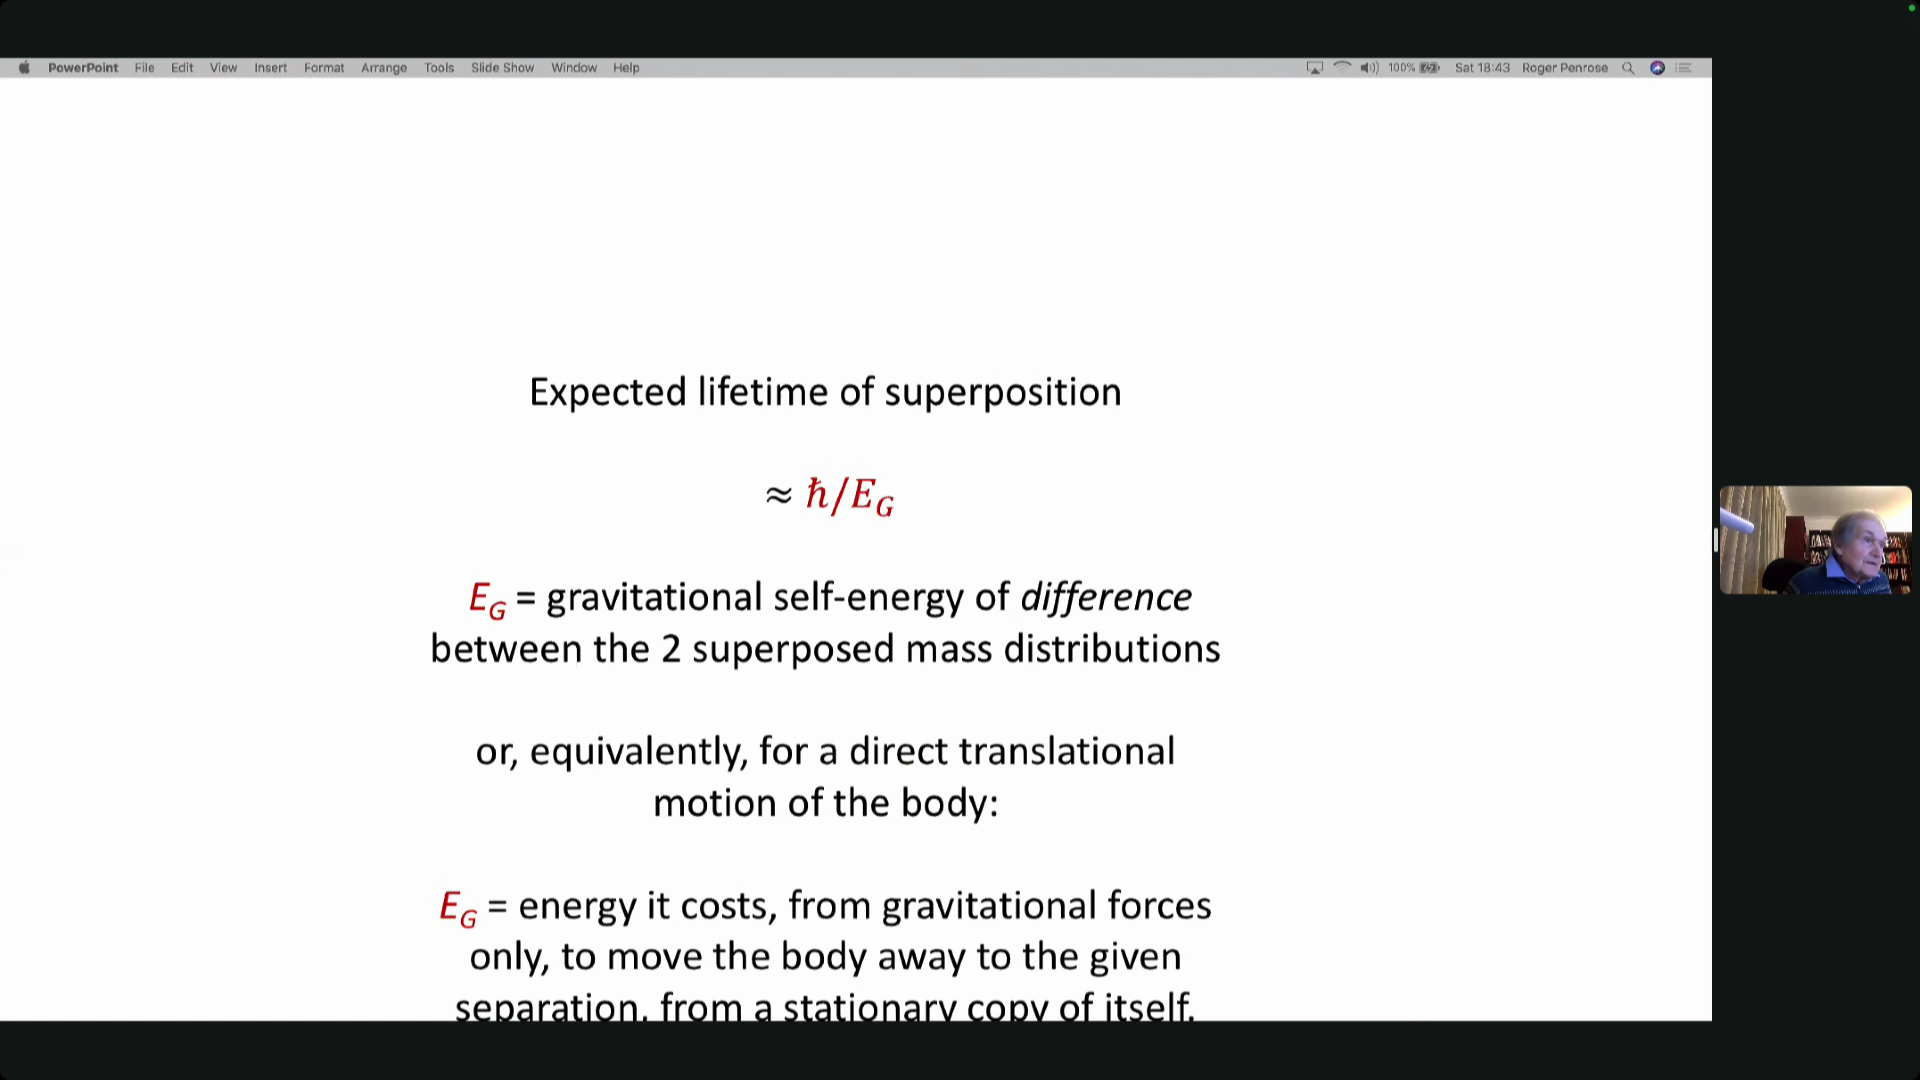 PowerPoint File Edit View Insert Format Arrange Tools Slide Show Window Help 100% Sat 18:43 Roger Penrose
Expected lifetime of superposition
≈ ħ/E_G
E_G = gravitational self-energy of difference
between the 2 superposed mass distributions
or, equivalently, for a direct translational
motion of the body:
E_G = energy it costs, from gravitational forces
only, to move the body away to the given
separation, from a stationary copy of itself.